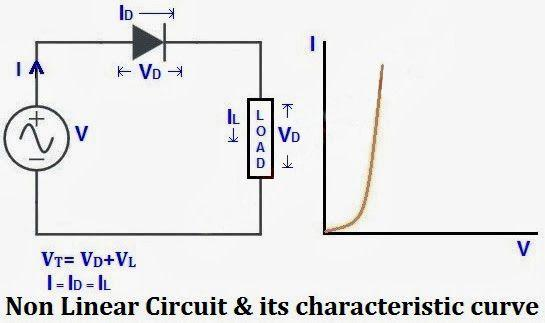 ID
I
VD
I
+
V
−
IL
LOAD
VD
V
VT= VD+VL
I = ID = IL
Non Linear Circuit & its characteristic curve